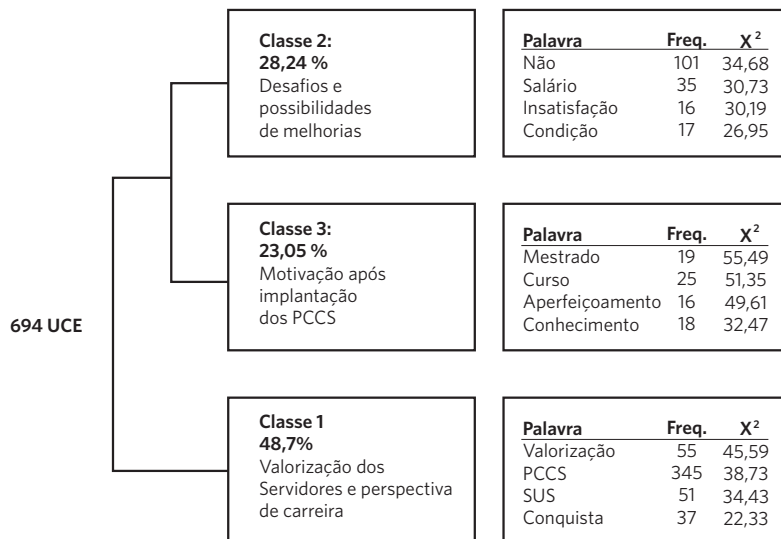 694 UCE
Classe 2:
28,24 %
Desafios e
possibilidades
de melhorias
Palavra Freq. X²
Não 101 34,68
Salário 35 30,73
Insatisfação 16 30,19
Condição 17 26,95
Classe 3:
23,05 %
Motivação após
implantação
dos PCCS
Palavra Freq. X²
Mestrado 19 55,49
Curso 25 51,35
Aperfeiçoamento 16 49,61
Conhecimento 18 32,47
Classe 1
48,7%
Valorização dos
Servidores e perspectiva
de carreira
Palavra Freq. X²
Valorização 55 45,59
PCCS 345 38,73
SUS 51 34,43
Conquista 37 22,33